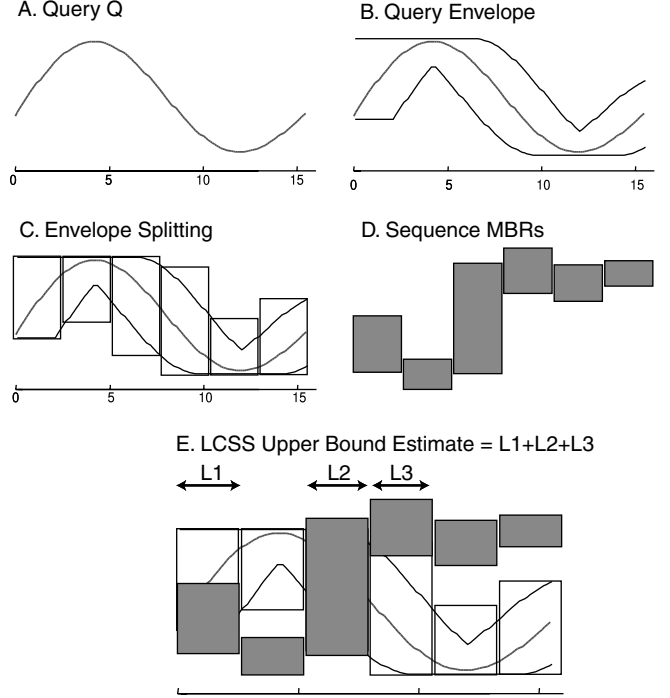 A. Query Q
B. Query Envelope
0 5 10 15
0 5 10 15
C. Envelope Splitting
D. Sequence MBRs
0 5 10 15
E. LCSS Upper Bound Estimate = L1+L2+L3
L1 L2 L3